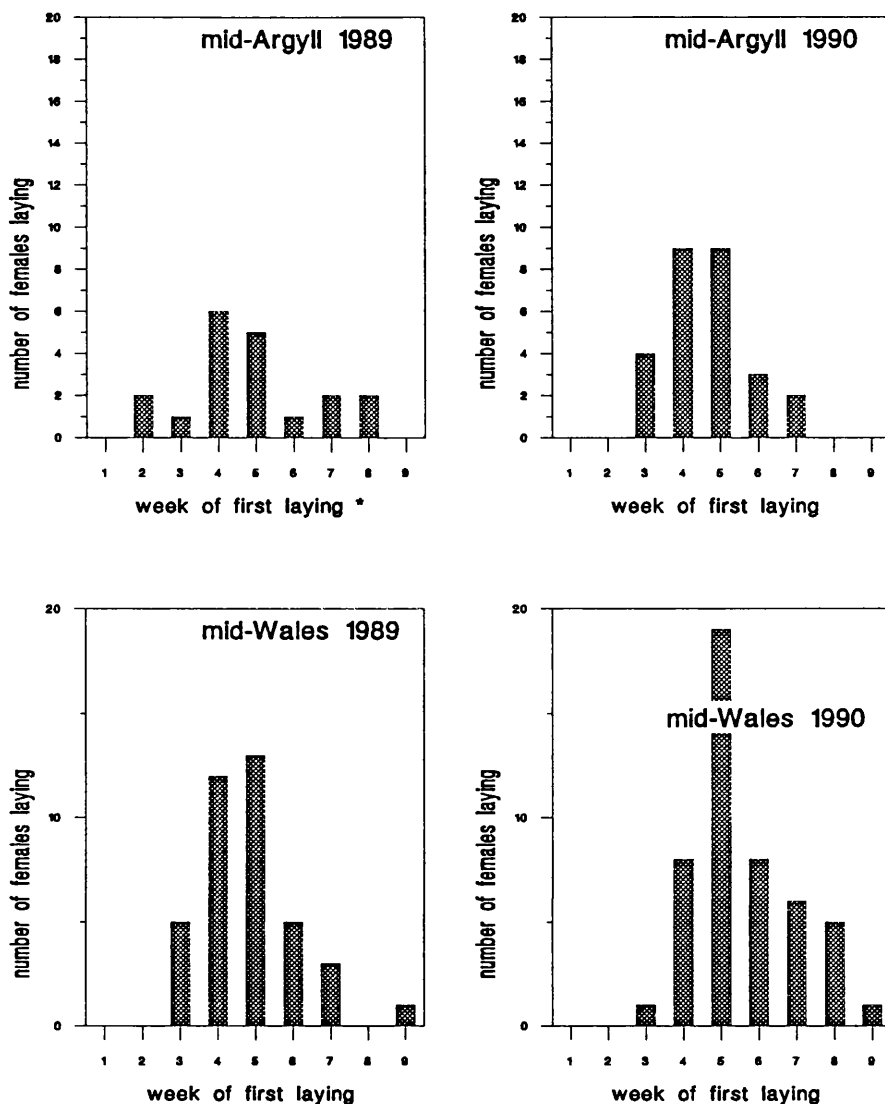 mid-Argyll 1989
number of females laying
20
18
16
14
12
10
8
6
4
2
0
1 2 3 4 5 6 7 8 9
week of first laying *
mid-Argyll 1990
number of females laying
20
18
16
14
12
10
8
6
4
2
0
1 2 3 4 5 6 7 8 9
week of first laying
mid-Wales 1989
number of females laying
20
10
0
1 2 3 4 5 6 7 8 9
week of first laying
mid-Wales 1990
number of females laying
20
10
0
1 2 3 4 5 6 7 8 9
week of first laying